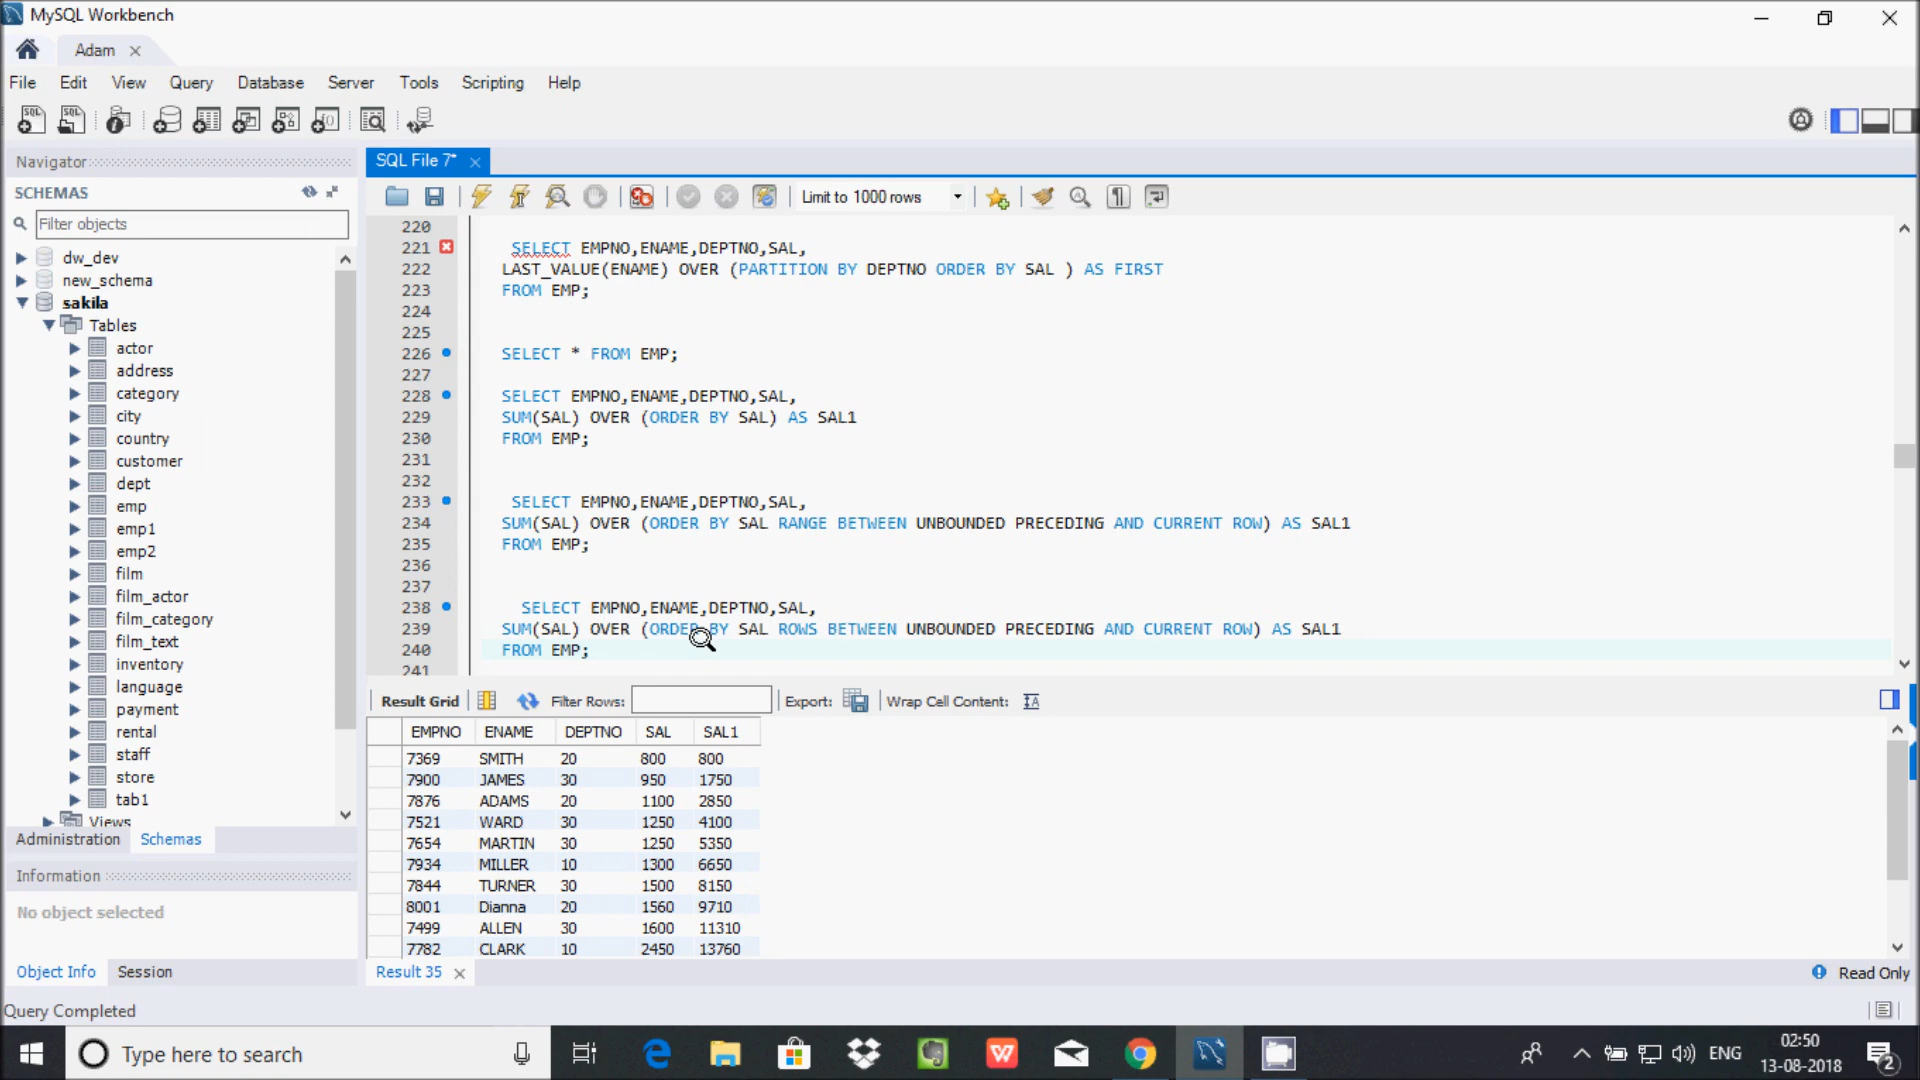 MySQL Workbench
Adam
File Edit View Query Database Server Tools Scripting Help
Navigator
SCHEMAS
Filter objects
dw_dev
new_schema
sakila
Tables
actor
address
category
city
country
customer
dept
emp
emp1
emp2
film
film_actor
film_category
film_text
inventory
language
payment
rental
staff
store
tab1
Views
Administration Schemas
Information
No object selected
Object Info Session
SQL File 7*
Limit to 1000 rows
220
221 SELECT EMPNO,ENAME,DEPTNO,SAL,
222 LAST_VALUE(ENAME) OVER (PARTITION BY DEPTNO ORDER BY SAL ) AS FIRST
223 FROM EMP;
224
225
226 SELECT * FROM EMP;
227
228 SELECT EMPNO,ENAME,DEPTNO,SAL,
229 SUM(SAL) OVER (ORDER BY SAL) AS SAL1
230 FROM EMP;
231
232
233 SELECT EMPNO,ENAME,DEPTNO,SAL,
234 SUM(SAL) OVER (ORDER BY SAL RANGE BETWEEN UNBOUNDED PRECEDING AND CURRENT ROW) AS SAL1
235 FROM EMP;
236
237
238 SELECT EMPNO,ENAME,DEPTNO,SAL,
239 SUM(SAL) OVER (ORDER BY SAL ROWS BETWEEN UNBOUNDED PRECEDING AND CURRENT ROW) AS SAL1
240 FROM EMP;
241
Result Grid Filter Rows: Export: Wrap Cell Content:
EMPNO ENAME DEPTNO SAL SAL1
7369 SMITH 20 800 800
7900 JAMES 30 950 1750
7876 ADAMS 20 1100 2850
7521 WARD 30 1250 4100
7654 MARTIN 30 1250 5350
7934 MILLER 10 1300 6650
7844 TURNER 30 1500 8150
8001 Dianna 20 1560 9710
7499 ALLEN 30 1600 11310
7782 CLARK 10 2450 13760
Result 35
Read Only
Query Completed
Type here to search
ENG
02:50
13-08-2018
2